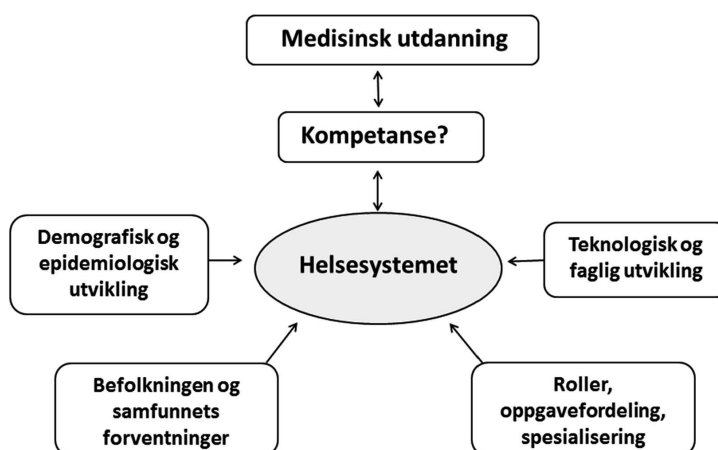 Medisinsk utdanning
Kompetanse?
Demografisk og
epidemiologisk
utvikling
Helsesystemet
Teknologisk og
faglig utvikling
Befolkningen og
samfunnets
forventninger
Roller,
oppgavefordeling,
spesialisering